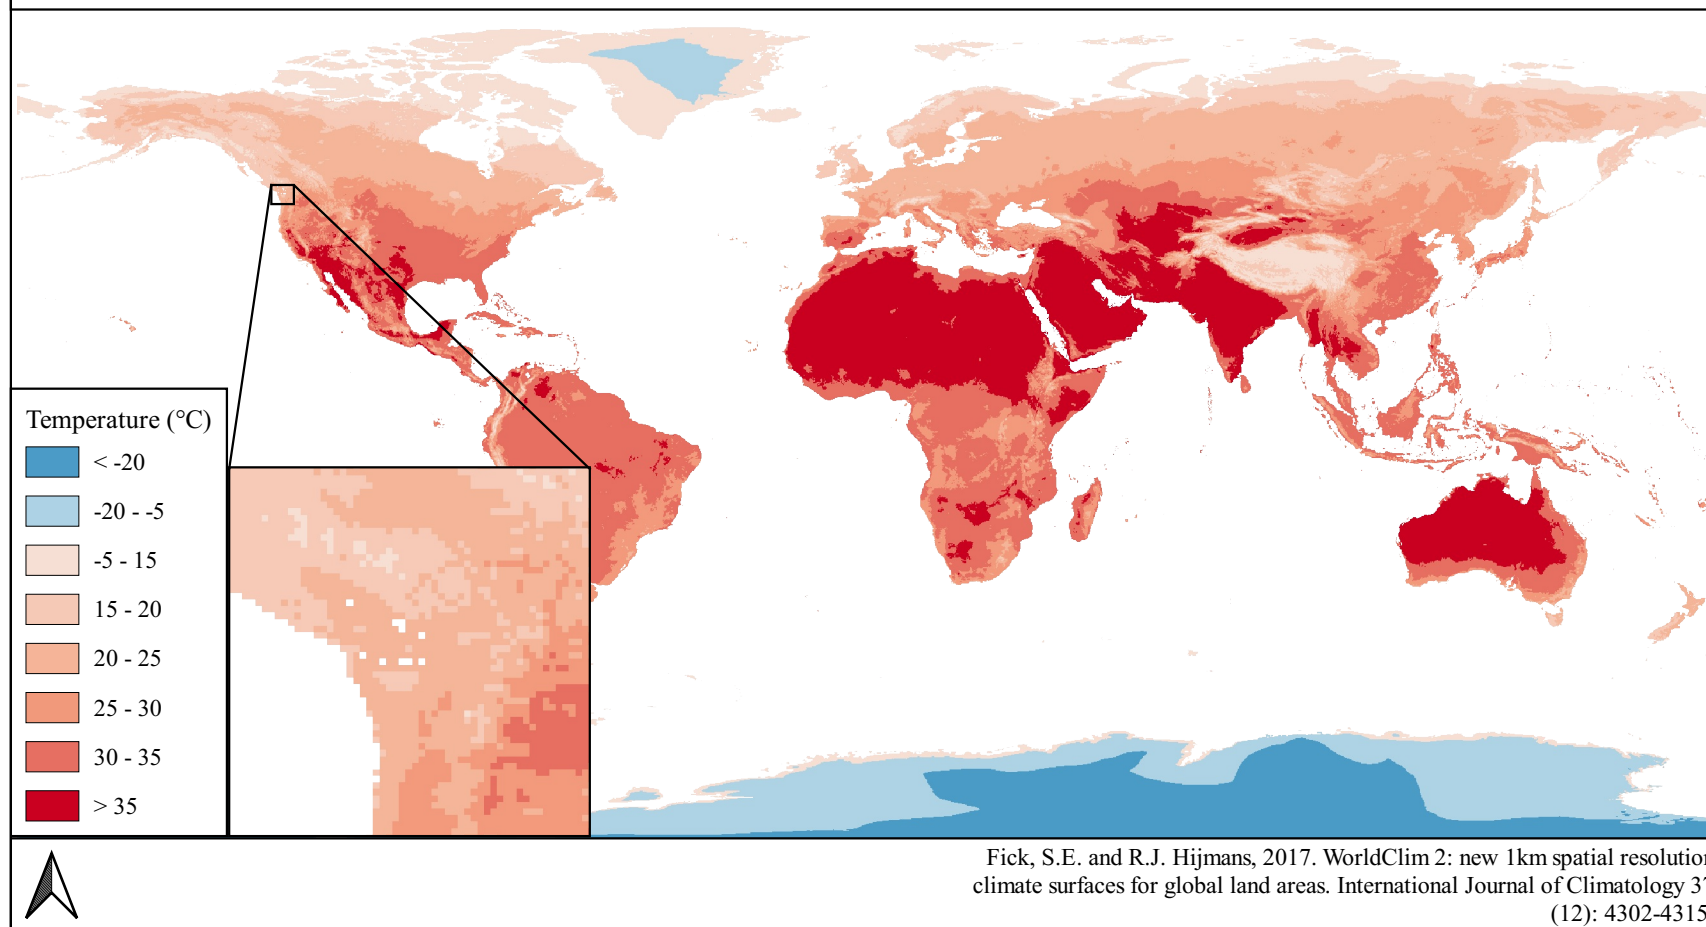 Temperature (°C)
< -20
-20 - -5
-5 - 15
15 - 20
20 - 25
25 - 30
30 - 35
> 35
Fick, S.E. and R.J. Hijmans, 2017. WorldClim 2: new 1km spatial resolution
climate surfaces for global land areas. International Journal of Climatology 37
(12): 4302-4315